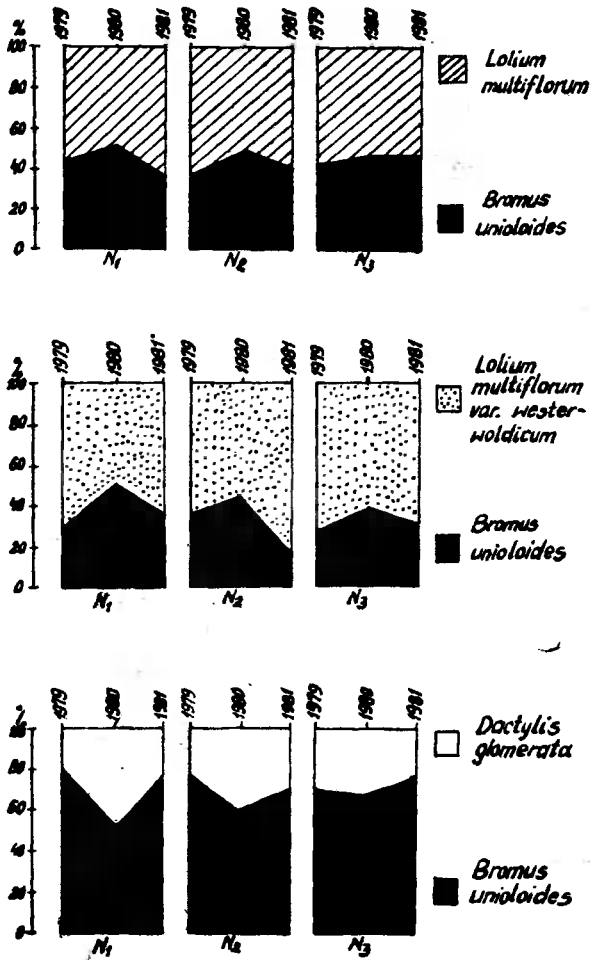 %
1979 1980 1981 1979 1980 1981 1979 1980 1981
100
80
60
40
20
0
N1 N2 N3
Lolium
multiflorum
Bromus
unioloides
%
1979 1980 1981 1979 1980 1981 1979 1980 1981
100
80
60
40
20
0
N1 N2 N3
Lolium
multiflorum
var. wester-
woldicum
Bromus
unioloides
%
1979 1980 1981 1979 1980 1981 1979 1980 1981
100
80
60
40
20
0
N1 N2 N3
Dactylis
glomerata
Bromus
unioloides